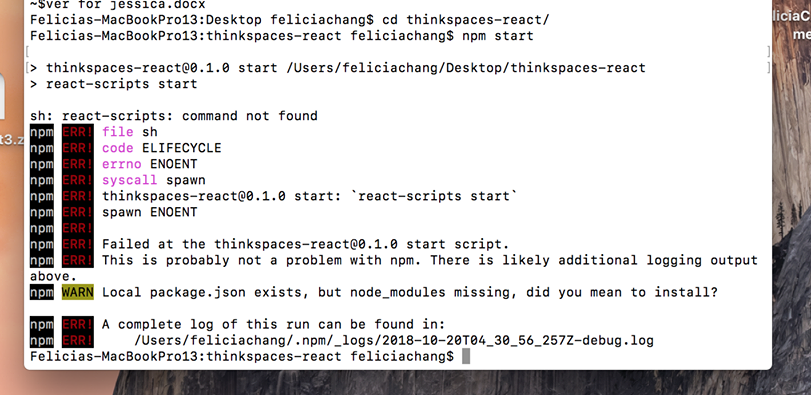 ~$ver for jessica.docx
Felicias-MacBookPro13:Desktop feliciachang$ cd thinkspaces-react/
Felicias-MacBookPro13:thinkspaces-react feliciachang$ npm start
[
[> thinkspaces-react@0.1.0 start /Users/feliciachang/Desktop/thinkspaces-react
> react-scripts start
sh: react-scripts: command not found
npm ERR! file sh
npm ERR! code ELIFECYCLE
npm ERR! errno ENOENT
npm ERR! syscall spawn
npm ERR! thinkspaces-react@0.1.0 start: `react-scripts start`
npm ERR! spawn ENOENT
npm ERR!
npm ERR! Failed at the thinkspaces-react@0.1.0 start script.
npm ERR! This is probably not a problem with npm. There is likely additional logging output
above.
npm WARN Local package.json exists, but node_modules missing, did you mean to install?
npm ERR! A complete log of this run can be found in:
npm ERR!     /Users/feliciachang/.npm/_logs/2018-10-20T04_30_56_257Z-debug.log
Felicias-MacBookPro13:thinkspaces-react feliciachang$
t3.z
liciaC
me